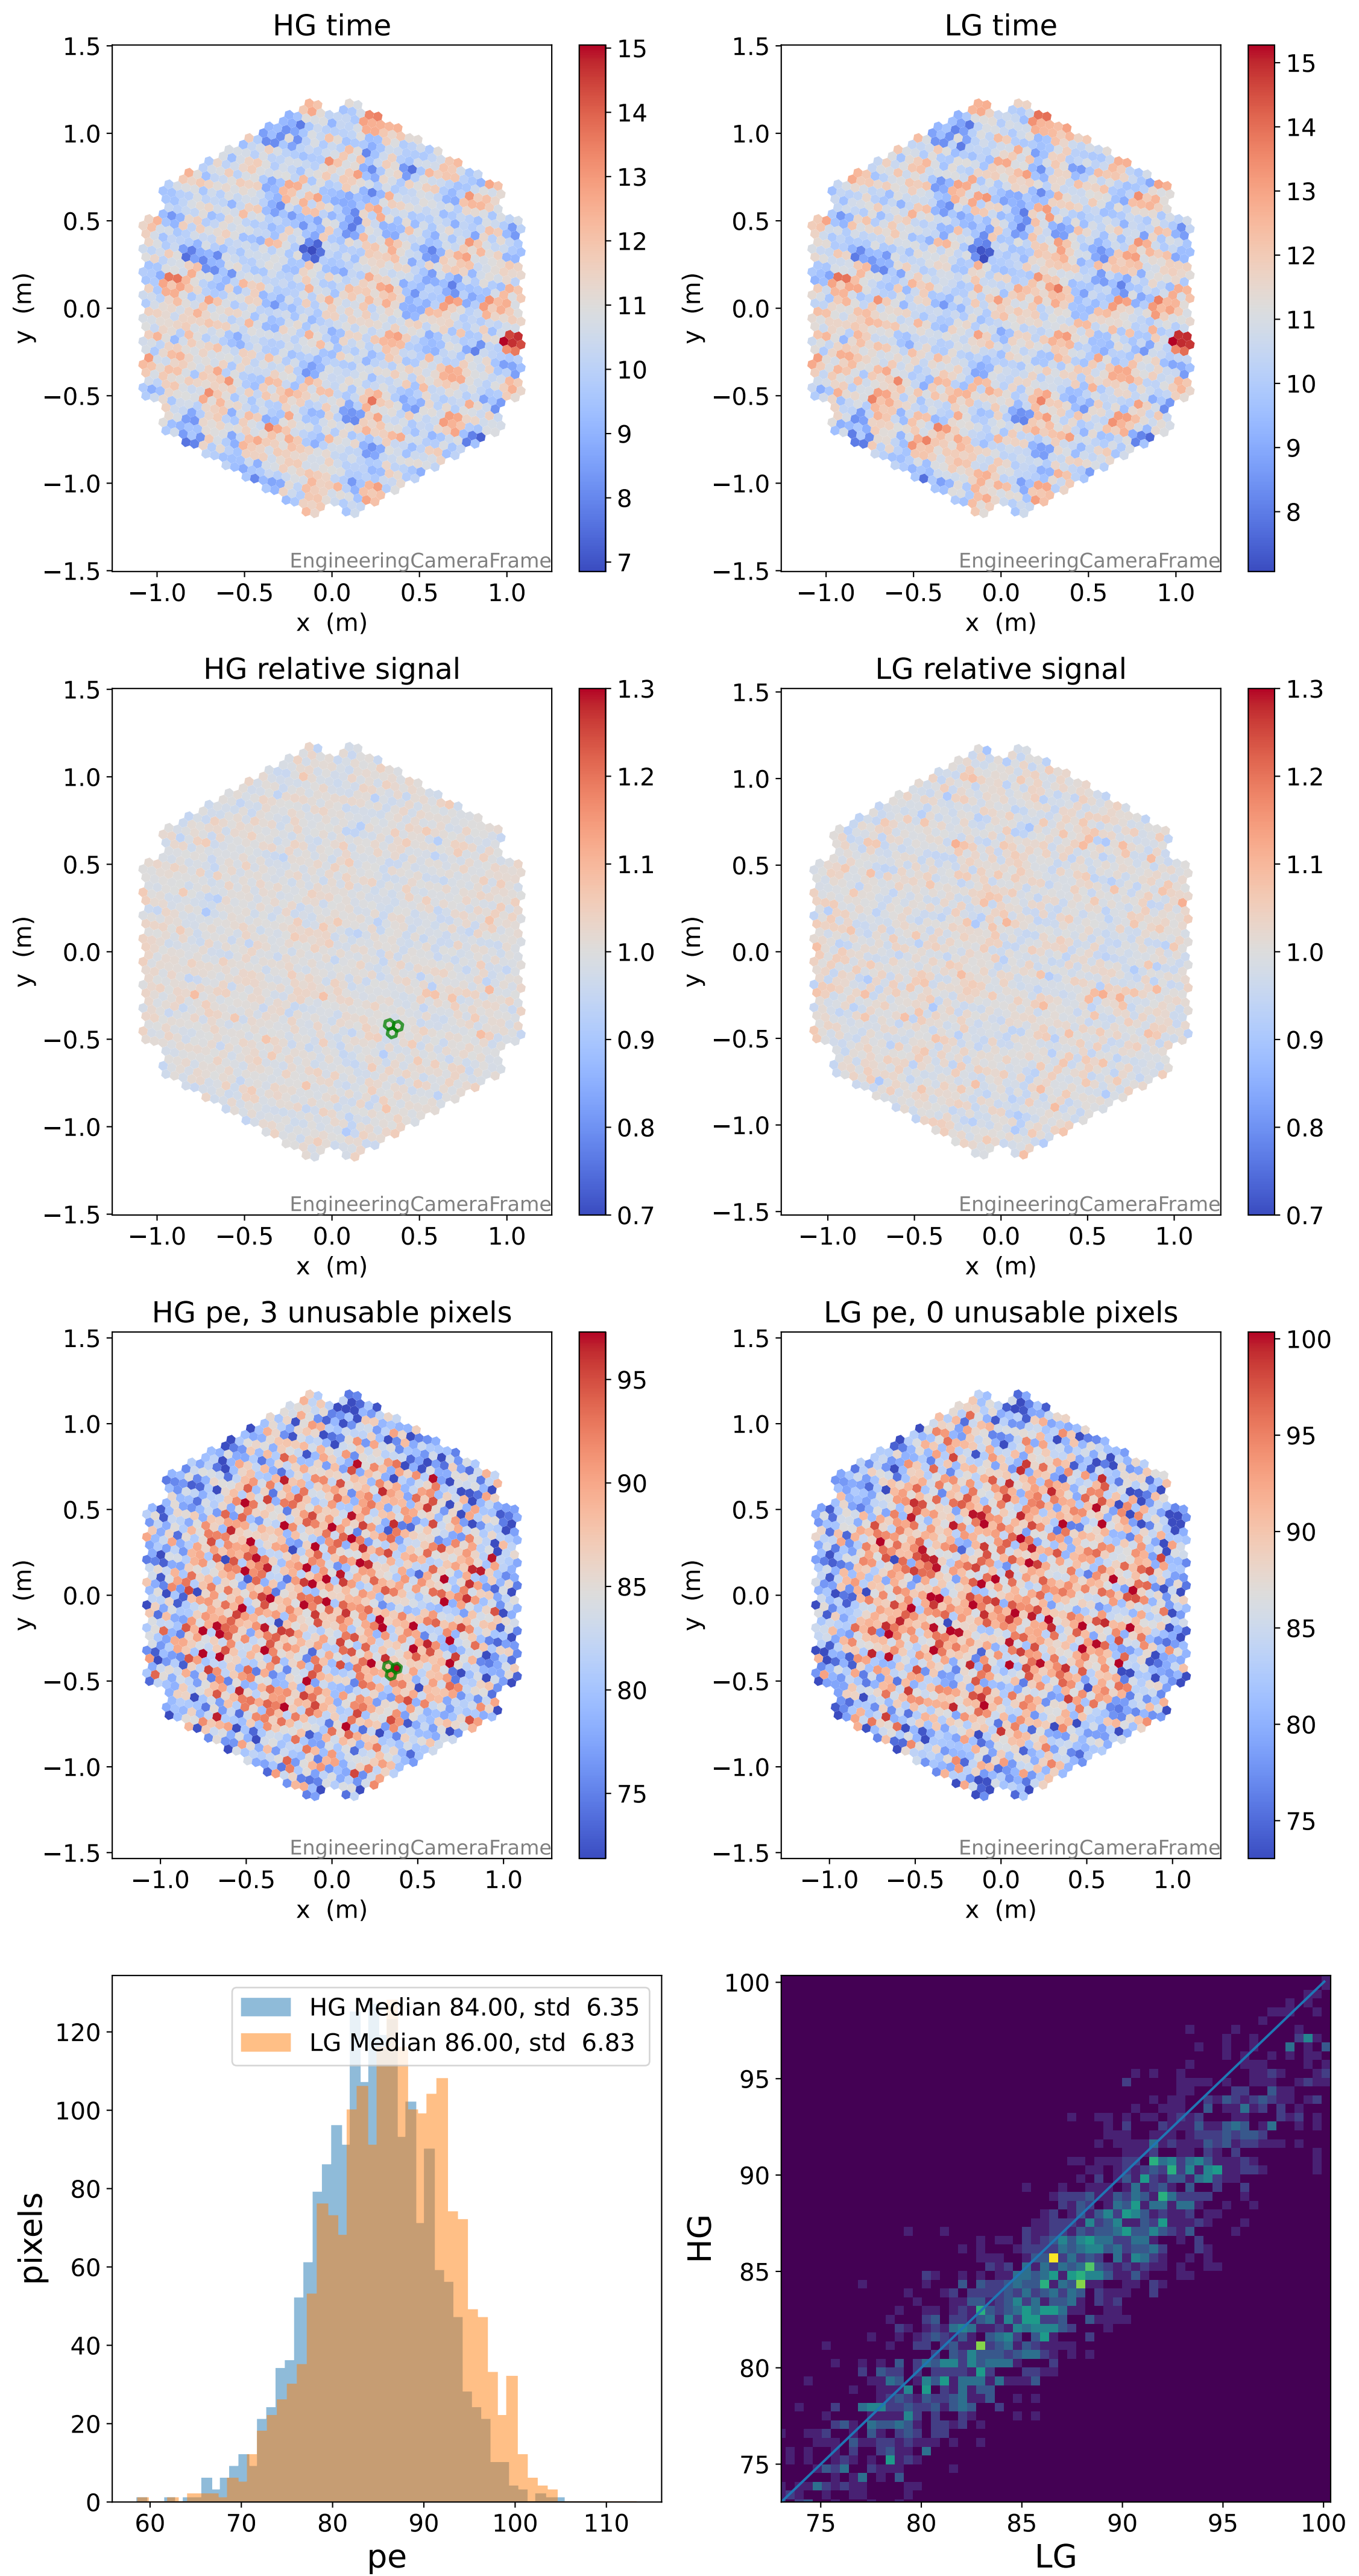 HG time
1.5
1.0
0.5
0.0
−0.5
−1.0
−1.5
y (m)
−1.0 −0.5 0.0 0.5 1.0
x (m)
EngineeringCameraFrame
15
14
13
12
11
10
9
8
7
LG time
1.5
1.0
0.5
0.0
−0.5
−1.0
−1.5
y (m)
−1.0 −0.5 0.0 0.5 1.0
x (m)
EngineeringCameraFrame
15
14
13
12
11
10
9
8
HG relative signal
1.5
1.0
0.5
0.0
−0.5
−1.0
−1.5
y (m)
−1.0 −0.5 0.0 0.5 1.0
x (m)
EngineeringCameraFrame
1.3
1.2
1.1
1.0
0.9
0.8
0.7
LG relative signal
1.5
1.0
0.5
0.0
−0.5
−1.0
−1.5
y (m)
−1.0 −0.5 0.0 0.5 1.0
x (m)
EngineeringCameraFrame
1.3
1.2
1.1
1.0
0.9
0.8
0.7
HG pe, 3 unusable pixels
1.5
1.0
0.5
0.0
−0.5
−1.0
−1.5
y (m)
−1.0 −0.5 0.0 0.5 1.0
x (m)
EngineeringCameraFrame
95
90
85
80
75
LG pe, 0 unusable pixels
1.5
1.0
0.5
0.0
−0.5
−1.0
−1.5
y (m)
−1.0 −0.5 0.0 0.5 1.0
x (m)
EngineeringCameraFrame
100
95
90
85
80
75
HG Median 84.00, std 6.35
LG Median 86.00, std 6.83
120
100
80
60
40
20
0
pixels
60 70 80 90 100 110
pe
100
95
90
85
80
75
HG
75 80 85 90 95 100
LG